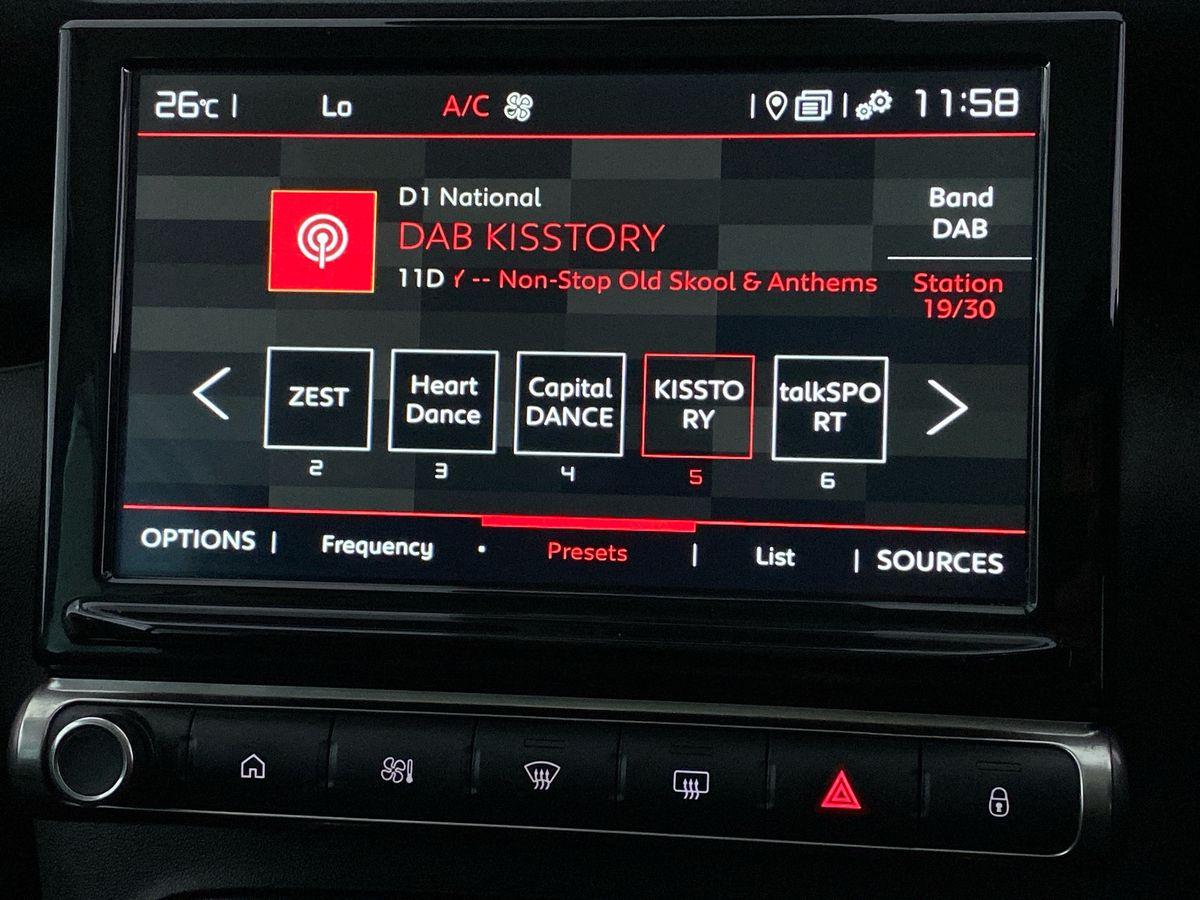 26°C | Lo A/C 11:58
D1 National
DAB KISSTORY
11D Y -- Non-Stop Old Skool & Anthems
Band
DAB
Station
19/30
ZEST
2
Heart
Dance
3
Capital
DANCE
4
KISSTO
RY
5
talkSPO
RT
6
OPTIONS | Frequency • Presets | List | SOURCES